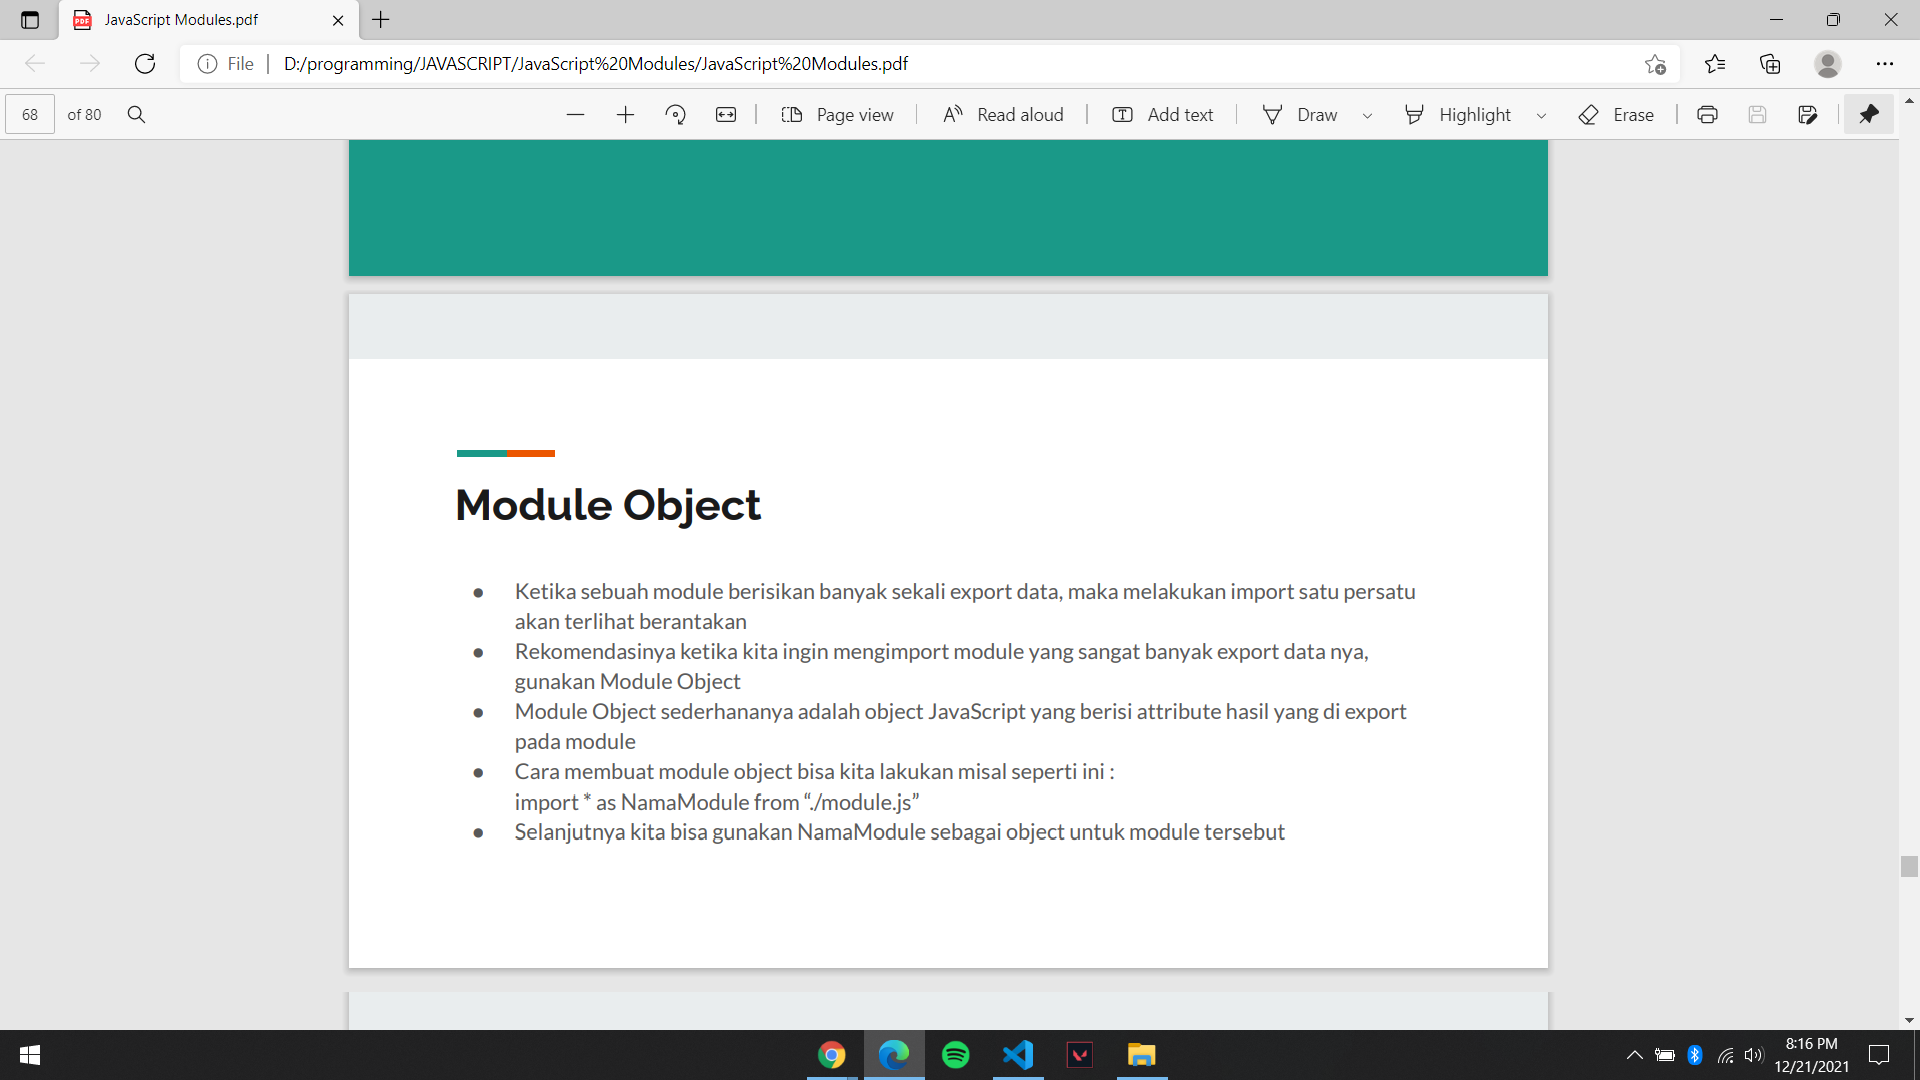 JavaScript Modules.pdf
File
D:/programming/JAVASCRIPT/JavaScript%20Modules/JavaScript%20Modules.pdf
68 of 80
Page view
Read aloud
Add text
Draw
Highlight
Erase
Module Object
● Ketika sebuah module berisikan banyak sekali export data, maka melakukan import satu persatu
akan terlihat berantakan
● Rekomendasinya ketika kita ingin mengimport module yang sangat banyak export data nya,
gunakan Module Object
● Module Object sederhananya adalah object JavaScript yang berisi attribute hasil yang di export
pada module
● Cara membuat module object bisa kita lakukan misal seperti ini :
import * as NamaModule from “./module.js”
● Selanjutnya kita bisa gunakan NamaModule sebagai object untuk module tersebut
8:16 PM
12/21/2021